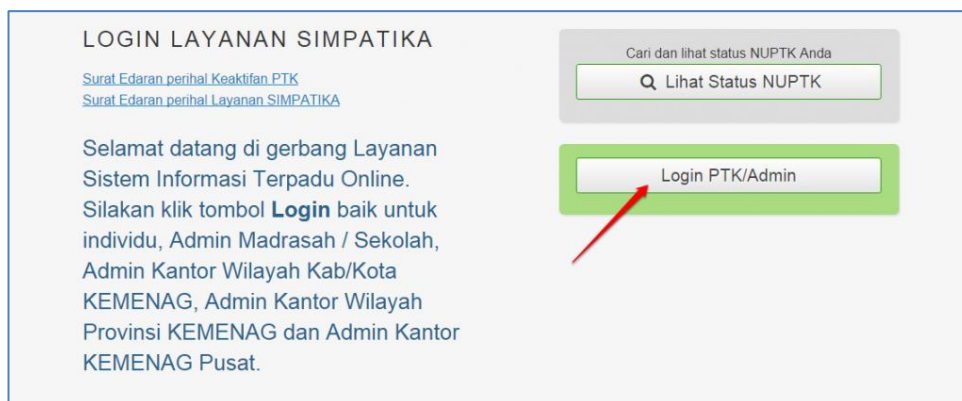 LOGIN LAYANAN SIMPATIKA
Surat Edaran perihal Keaktifan PTK
Surat Edaran perihal Layanan SIMPATIKA
Selamat datang di gerbang Layanan
Sistem Informasi Terpadu Online.
Silakan klik tombol Login baik untuk
individu, Admin Madrasah / Sekolah,
Admin Kantor Wilayah Kab/Kota
KEMENAG, Admin Kantor Wilayah
Provinsi KEMENAG dan Admin Kantor
KEMENAG Pusat.
Cari dan lihat status NUPTK Anda
Lihat Status NUPTK
Login PTK/Admin